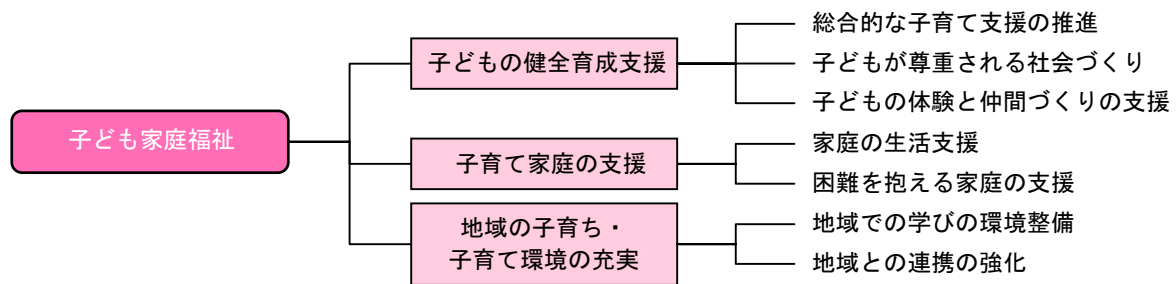 子ども家庭福祉
子どもの健全育成支援
総合的な子育て支援の推進
子どもが尊重される社会づくり
子どもの体験と仲間づくりの支援
子育て家庭の支援
家庭の生活支援
困難を抱える家庭の支援
地域の子育ち・
子育て環境の充実
地域での学びの環境整備
地域との連携の強化